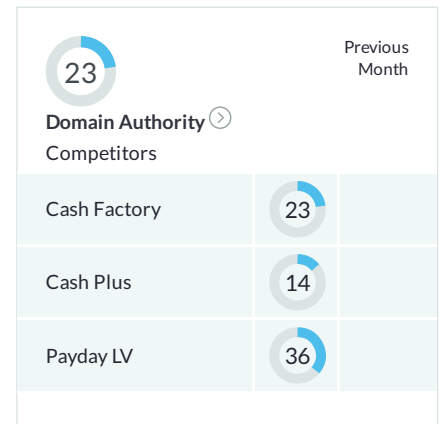 23
Previous
Month
Domain Authority
Competitors
Cash Factory 23
Cash Plus 14
Payday LV 36